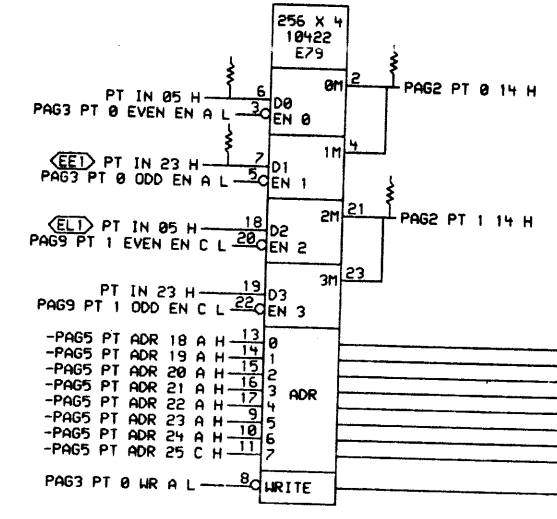 256 X 4
10422
E79
PT IN 05 H 6 D0 0M 2 PAG2 PT 0 14 H
PAG3 PT 0 EVEN EN A L 3 EN 0
1M 4
EE1 PT IN 23 H 7 D1
PAG3 PT 0 ODD EN A L 5 EN 1
2M 21 PAG2 PT 1 14 H
EL1 PT IN 05 H 18 D2
PAG9 PT 1 EVEN EN C L 20 EN 2
3M 23
PT IN 23 H 19 D3
PAG9 PT 1 ODD EN C L 22 EN 3
-PAG5 PT ADR 18 A H 13 0
-PAG5 PT ADR 19 A H 14 1
-PAG5 PT ADR 20 A H 15 2
-PAG5 PT ADR 21 A H 16 3 ADR
-PAG5 PT ADR 22 A H 17 4
-PAG5 PT ADR 23 A H 9 5
-PAG5 PT ADR 24 A H 10 6
-PAG5 PT ADR 25 C H 11 7
PAG3 PT 0 WR A L 8 WRITE